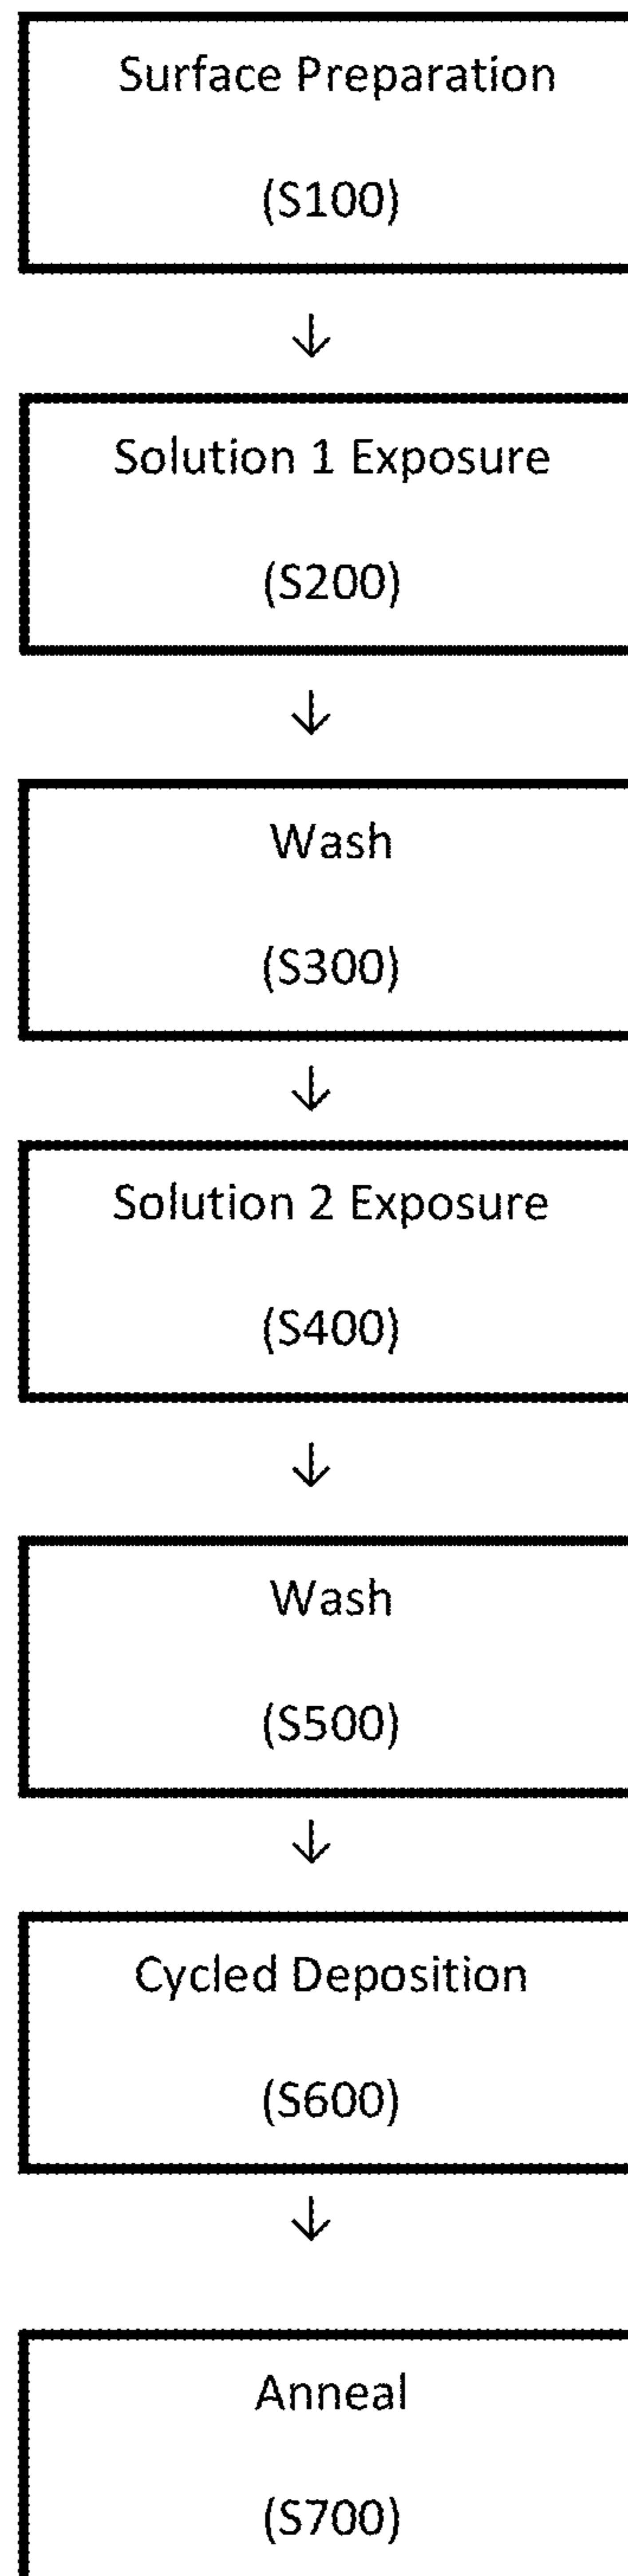 Surface Preparation
(S100)
↓
Solution 1 Exposure
(S200)
↓
Wash
(S300)
↓
Solution 2 Exposure
(S400)
↓
Wash
(S500)
↓
Cycled Deposition
(S600)
↓
Anneal
(S700)